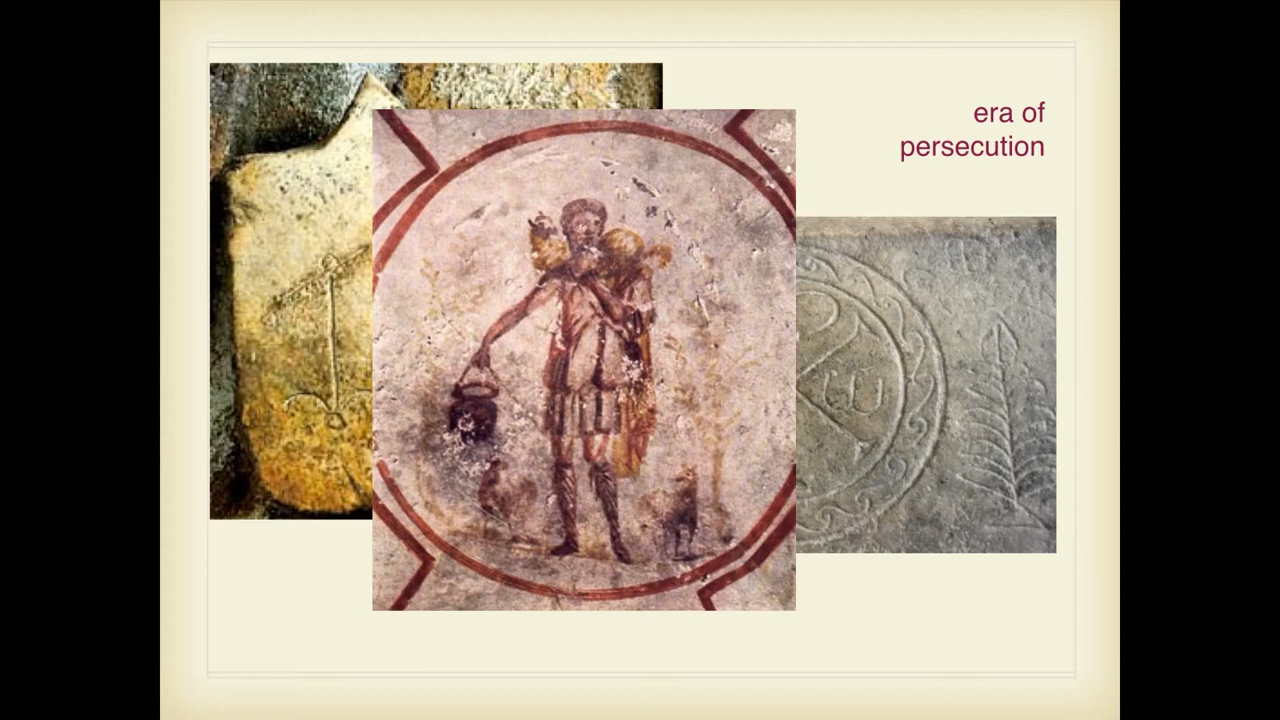 era of
persecution
ω